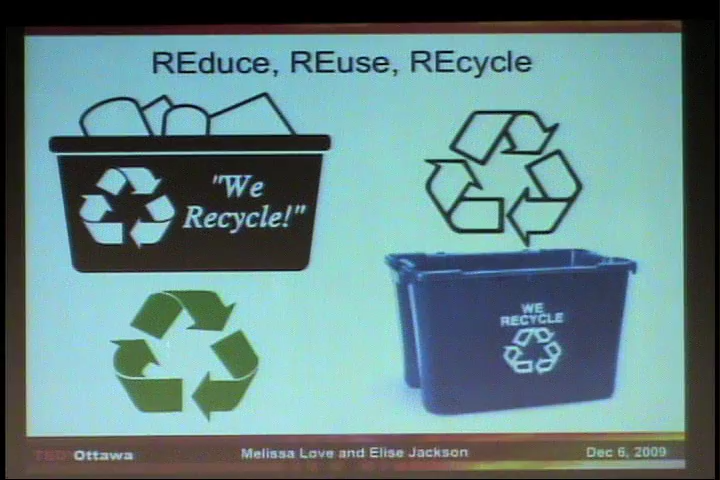 REduce, REuse, REcycle
"We
Recycle!"
WE
RECYCLE
TEDxOttawa
Melissa Love and Elise Jackson
Dec 6, 2009